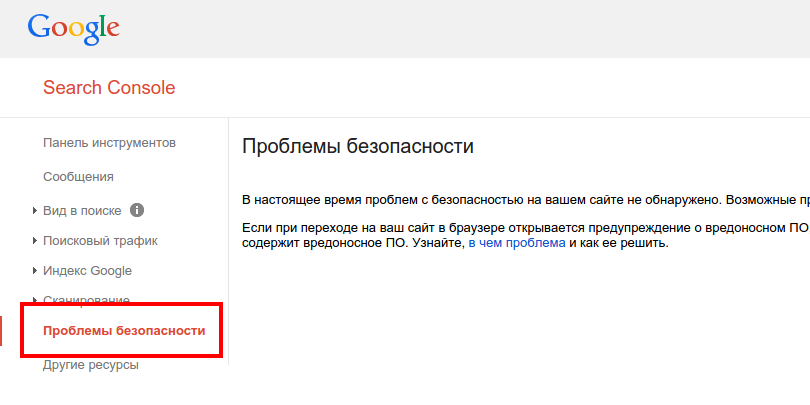 Google
Search Console
Панель инструментов
Сообщения
Вид в поиске
Поисковый трафик
Индекс Google
Сканирование
Проблемы безопасности
Другие ресурсы
Проблемы безопасности
В настоящее время проблем с безопасностью на вашем сайте не обнаружено. Возможные
Если при переходе на ваш сайт в браузере открывается предупреждение о вредоносном ПО
содержит вредоносное ПО. Узнайте, в чем проблема и как ее решить.